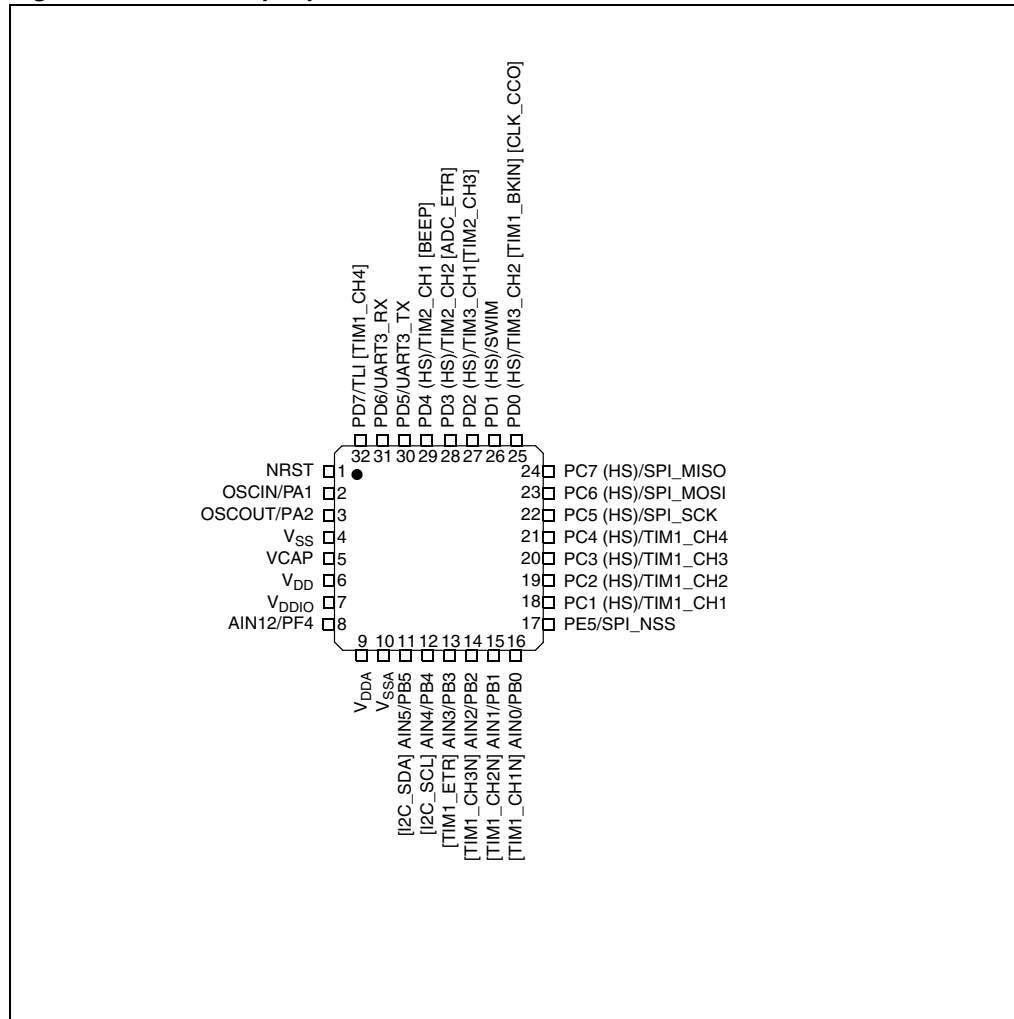 PD7/TLI [TIM1_CH4]
PD6/UART3_RX
PD5/UART3_TX
PD4 (HS)/TIM2_CH1 [BEEP]
PD3 (HS)/TIM2_CH2 [ADC_ETR]
PD2 (HS)/TIM3_CH1[TIM2_CH3]
PD1 (HS)/SWIM
PD0 (HS)/TIM3_CH2 [TIM1_BKIN] [CLK_CCO]
32 31 30 29 28 27 26 25
NRST 1
OSCIN/PA1 2
OSCOUT/PA2 3
VSS 4
VCAP 5
VDD 6
VDDIO 7
AIN12/PF4 8
24 PC7 (HS)/SPI_MISO
23 PC6 (HS)/SPI_MOSI
22 PC5 (HS)/SPI_SCK
21 PC4 (HS)/TIM1_CH4
20 PC3 (HS)/TIM1_CH3
19 PC2 (HS)/TIM1_CH2
18 PC1 (HS)/TIM1_CH1
17 PE5/SPI_NSS
9 10 11 12 13 14 15 16
VDDA
VSSA
[I2C_SDA] AIN5/PB5
[I2C_SCL] AIN4/PB4
[TIM1_ETR] AIN3/PB3
[TIM1_CH3N] AIN2/PB2
[TIM1_CH2N] AIN1/PB1
[TIM1_CH1N] AIN0/PB0